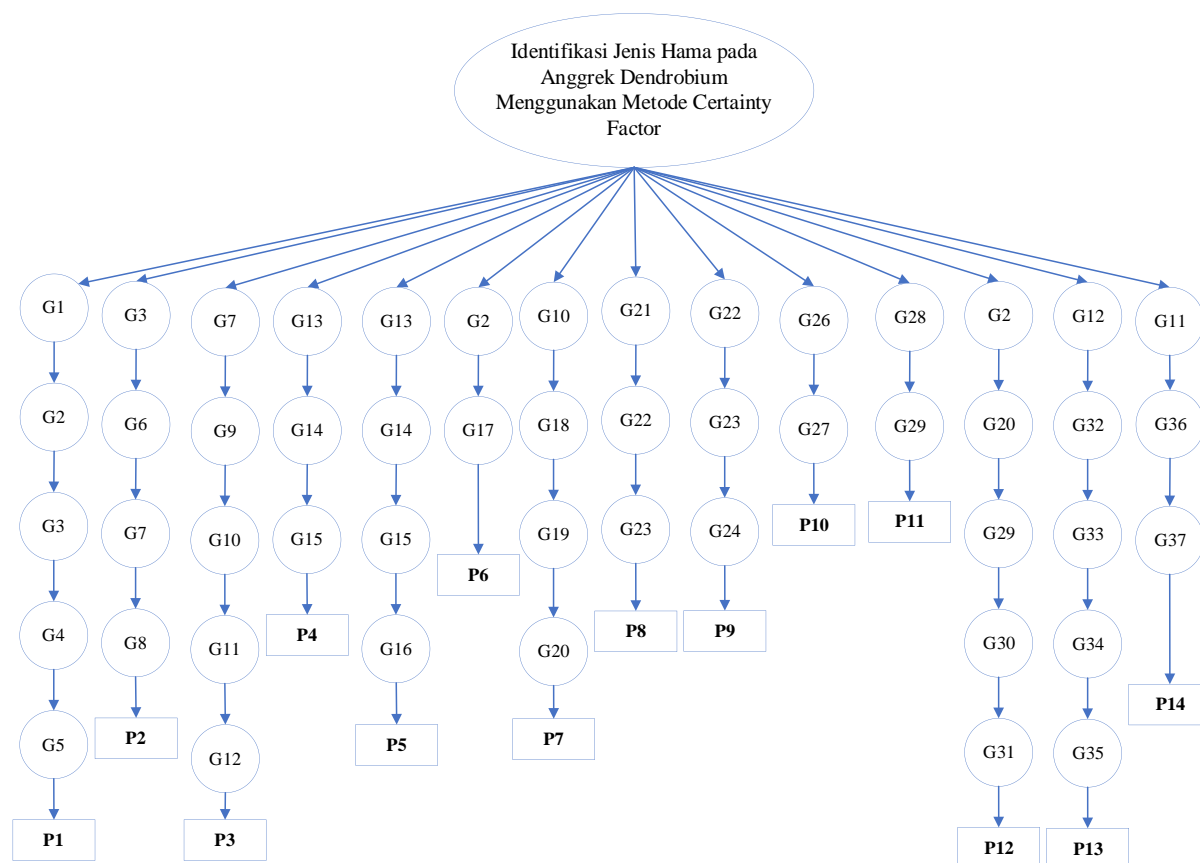 Identifikasi Jenis Hama pada
Anggrek Dendrobium
Menggunakan Metode Certainty
Factor
G1
G2
G3
G4
G5
P1
G3
G6
G7
G8
P2
G7
G9
G10
G11
G12
P3
G13
G14
G15
P4
G13
G14
G15
G16
P5
G2
G17
P6
G10
G18
G19
G20
P7
G21
G22
G23
P8
G22
G23
G24
P9
G26
G27
P10
G28
G29
P11
G2
G20
G29
G30
G31
P12
G12
G32
G33
G34
G35
P13
G11
G36
G37
P14